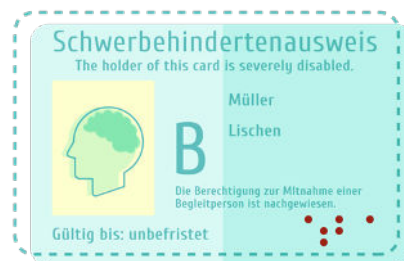 Schwerbehindertenausweis
The holder of this card is severely disabled.
Müller
Lischen
B
Die Berechtigung zur MItnahme einer
Begleitperson ist nachgewiesen.
Gültig bis: unbefristet